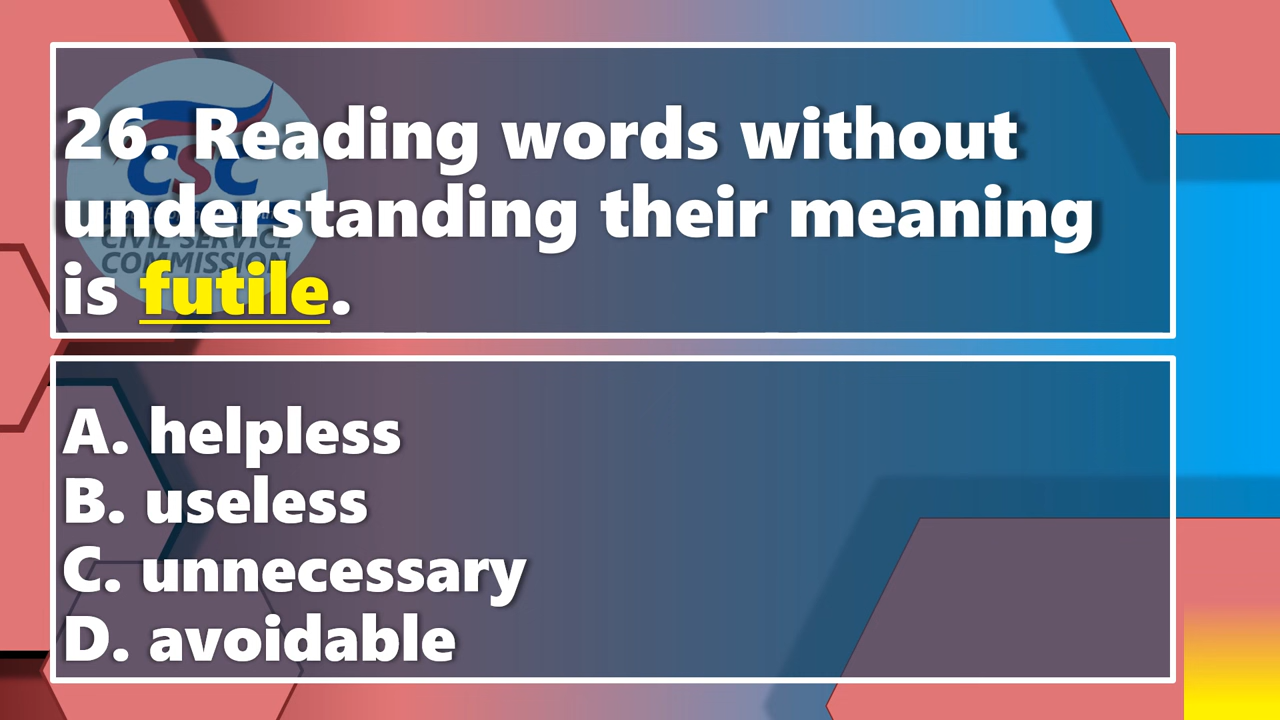 26. Reading words without
understanding their meaning
is futile.
CSC
CIVIL SERVICE
COMMISSION
A. helpless
B. useless
C. unnecessary
D. avoidable